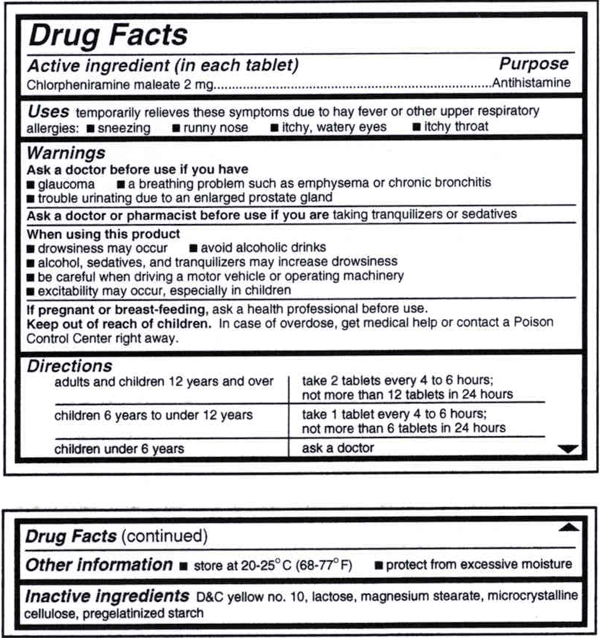 Drug Facts
Active ingredient (in each tablet) Purpose
Chlorpheniramine maleate 2 mg......................................................................Antihistamine
Uses temporarily relieves these symptoms due to hay fever or other upper respiratory
allergies: ■ sneezing ■ runny nose ■ itchy, watery eyes ■ itchy throat
Warnings
Ask a doctor before use if you have
■ glaucoma ■ a breathing problem such as emphysema or chronic bronchitis
■ trouble urinating due to an enlarged prostate gland
Ask a doctor or pharmacist before use if you are taking tranquilizers or sedatives
When using this product
■ drowsiness may occur ■ avoid alcoholic drinks
■ alcohol, sedatives, and tranquilizers may increase drowsiness
■ be careful when driving a motor vehicle or operating machinery
■ excitability may occur, especially in children
If pregnant or breast-feeding, ask a health professional before use.
Keep out of reach of children. In case of overdose, get medical help or contact a Poison
Control Center right away.
Directions
adults and children 12 years and over take 2 tablets every 4 to 6 hours;
not more than 12 tablets in 24 hours
children 6 years to under 12 years take 1 tablet every 4 to 6 hours;
not more than 6 tablets in 24 hours
children under 6 years ask a doctor
Drug Facts (continued)
Other information ■ store at 20-25°C (68-77°F) ■ protect from excessive moisture
Inactive ingredients D&C yellow no. 10, lactose, magnesium stearate, microcrystalline
cellulose, pregelatinized starch